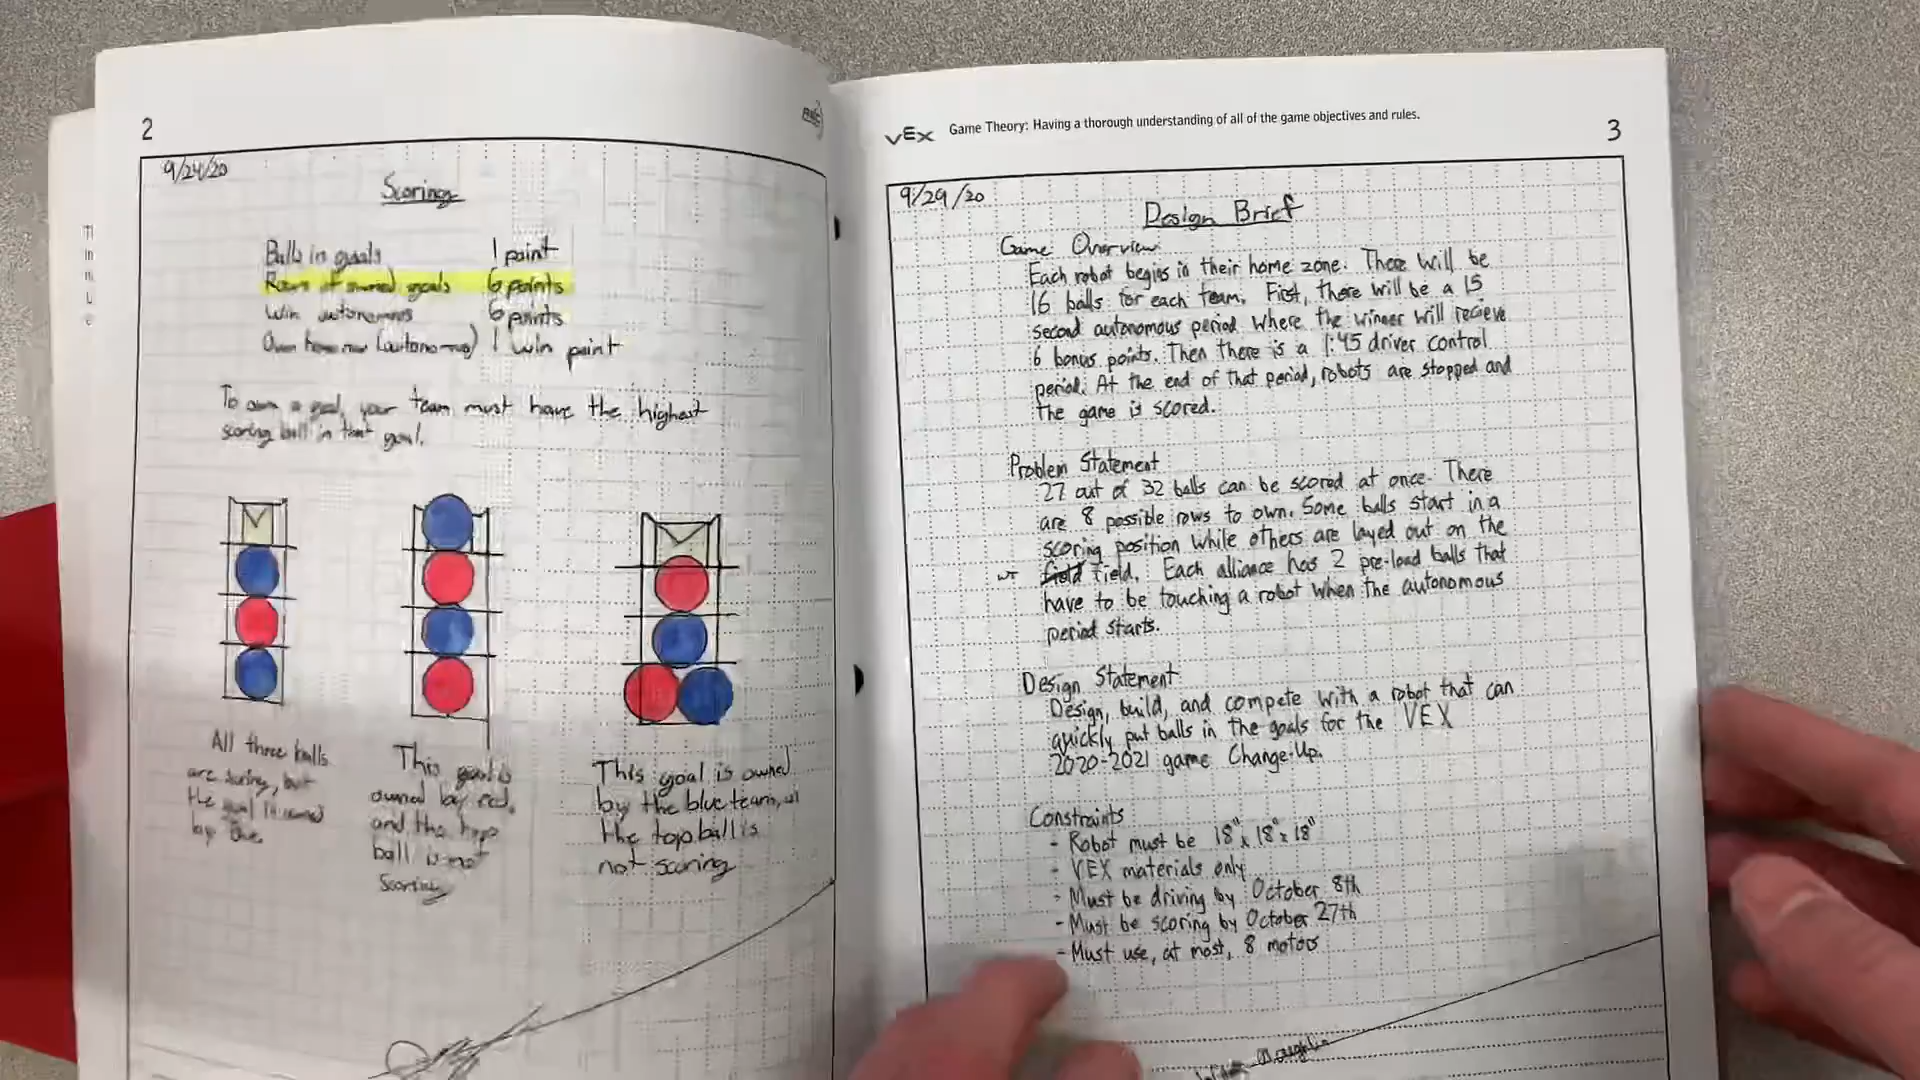 2
9/24/20
Scoring
Balls in goals 1 point
Rows of owned goals 6 points
Win autonomous 6 points
Own home row (autonomous) 1 win point
To own a goal, your team must have the highest
scoring ball in that goal.
All three balls
are scoring, but
the goal is owned
by blue
This goal is
owned by red,
and the top
ball is not
scoring
This goal is owned
by the blue team,
the top ball is
not scoring
VEX Game Theory: Having a thorough understanding of all of the game objectives and rules.
3
9/29/20
Design Brief
Game Overview
Each robot begins in their home zone. There will be
16 balls for each team. First, there will be a 15
second autonomous period where the winner will recieve
6 bonus points. Then there is a 1:45 driver control
period. At the end of that period, robots are stopped and
the game is scored.
Problem Statement
27 out of 32 balls can be scored at once. There
are 8 possible rows to own. Some balls start in a
scoring position while others are layed out on the
field field. Each alliance has 2 pre-load balls that
have to be touching a robot when the autonomous
period starts.
Design Statement
Design, build, and compete with a robot that can
quickly put balls in the goals for the VEX
2020-2021 game Change-Up.
Constraints
- Robot must be 18" x 18" x 18"
- VEX materials only
- Must be driving by October 8th
- Must be scoring by October 27th
- Must use, at most, 8 motors